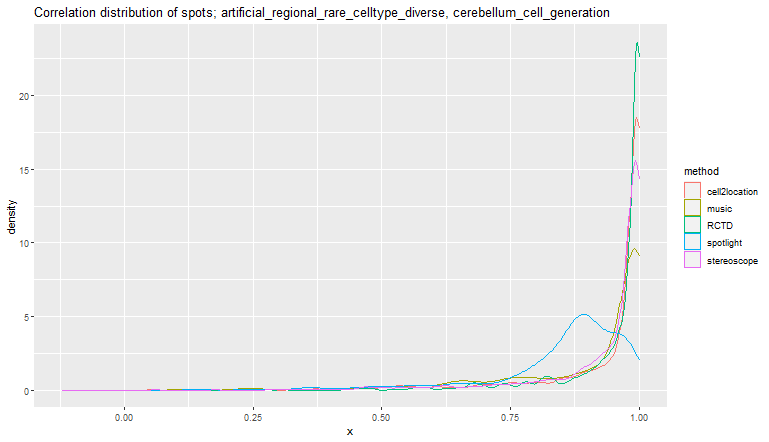 Correlation distribution of spots; artificial_regional_rare_celltype_diverse, cerebellum_cell_generation
density
20
15
10
5
0
0.00 0.25 0.50 0.75 1.00
x
method
cell2location
music
RCTD
spotlight
stereoscope